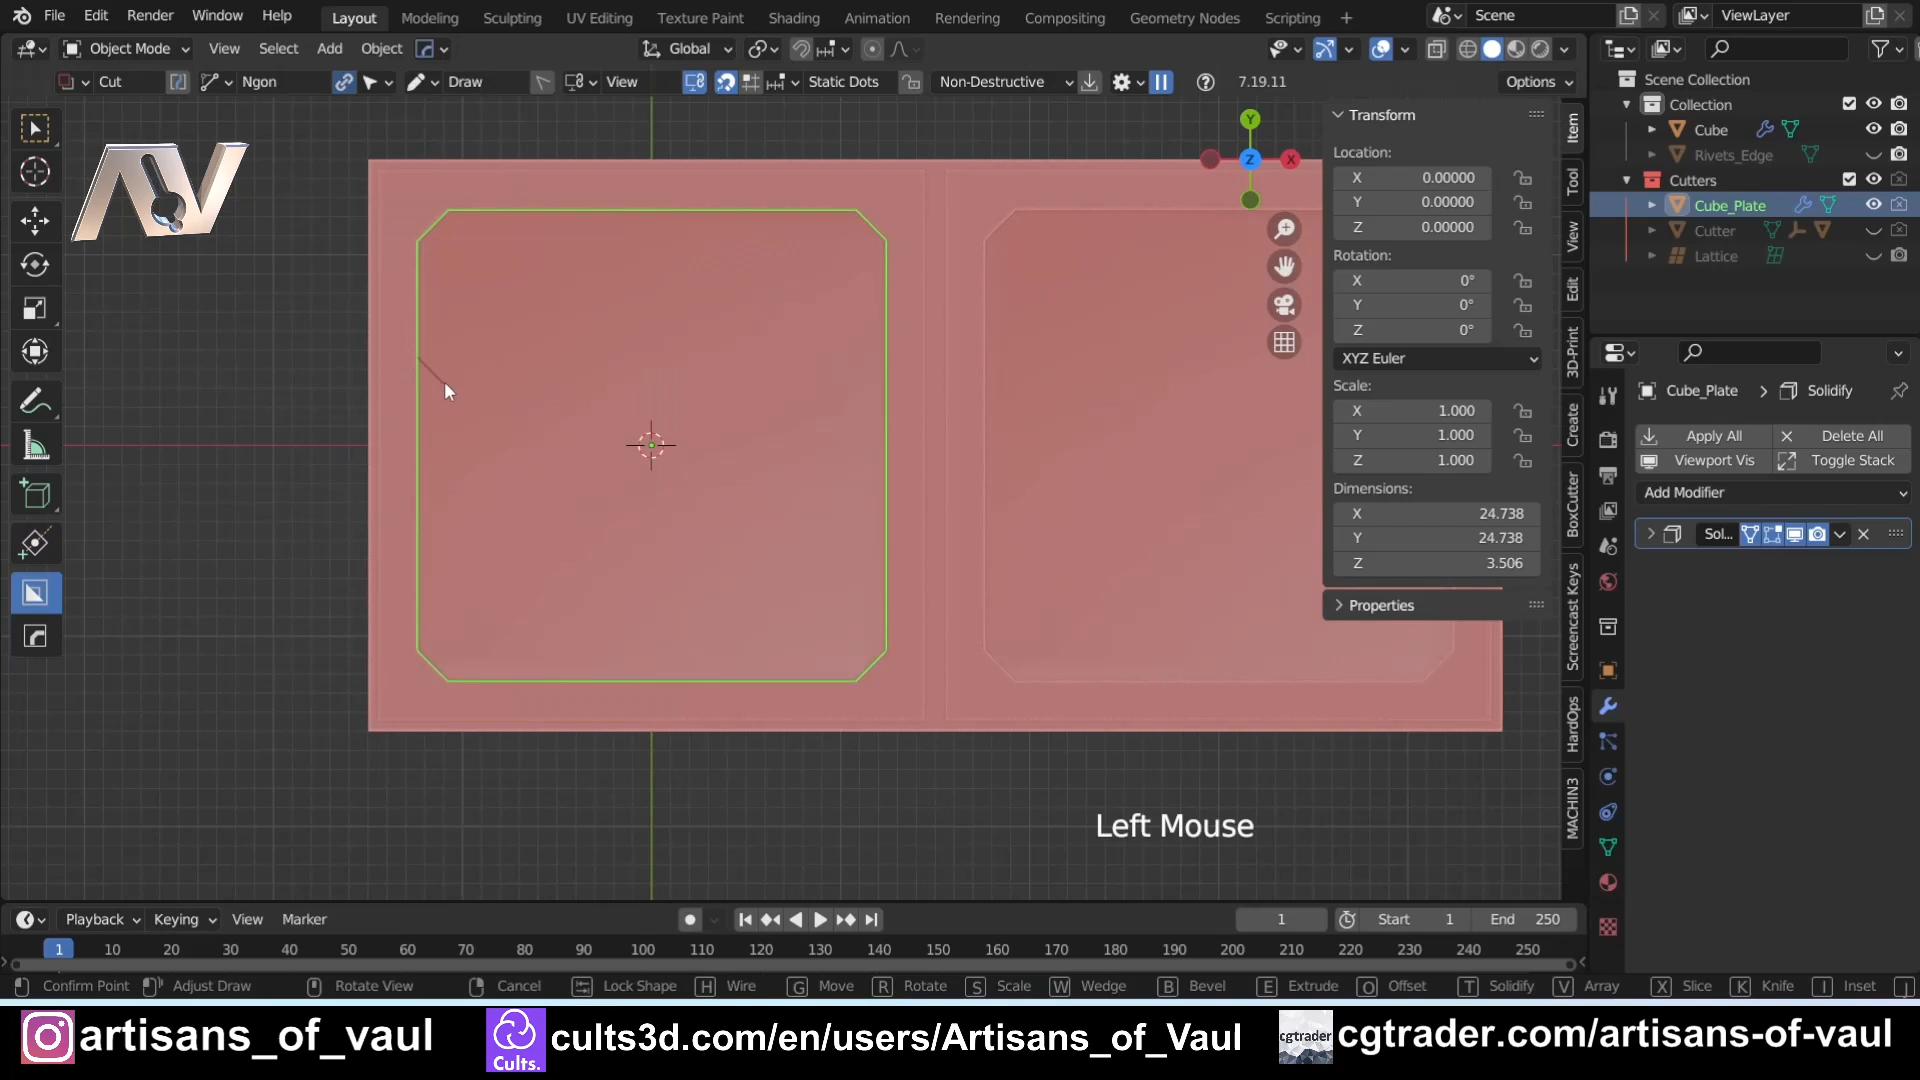 File Edit Render Window Help Layout Modeling Sculpting UV Editing Texture Paint Shading Animation Rendering Compositing Geometry Nodes Scripting + Scene ViewLayer
Object Mode View Select Add Object Global
Cut Ngon Draw View Static Dots Non-Destructive 7.19.11 Options
Scene Collection
Collection
Cube
Rivets_Edge
Cutters
Cube_Plate
Cutter
Lattice
AV
Y
X
Z
Transform
Location:
X 0.00000
Y 0.00000
Z 0.00000
Rotation:
X 0°
Y 0°
Z 0°
XYZ Euler
Scale:
X 1.000
Y 1.000
Z 1.000
Dimensions:
X 24.738
Y 24.738
Z 3.506
Properties
Item
Tool
View
Edit
3D-Print
Create
BoxCutter
Screencast Keys
HardOps
MACHIN3
Cube_Plate > Solidify
Apply All Delete All
Viewport Vis Toggle Stack
Add Modifier
Sol...
Left Mouse
Playback Keying View Marker 1 Start 1 End 250
1 10 20 30 40 50 60 70 80 90 100 110 120 130 140 150 160 170 180 190 200 210 220 230 240 250
Confirm Point Adjust Draw Rotate View Cancel Lock Shape H Wire G Move R Rotate S Scale W Wedge B Bevel E Extrude O Offset T Solidify V Array X Slice K Knife I Inset J
artisans_of_vaul Cults. cults3d.com/en/users/Artisans_of_Vaul cgtrader cgtrader.com/artisans-of-vaul